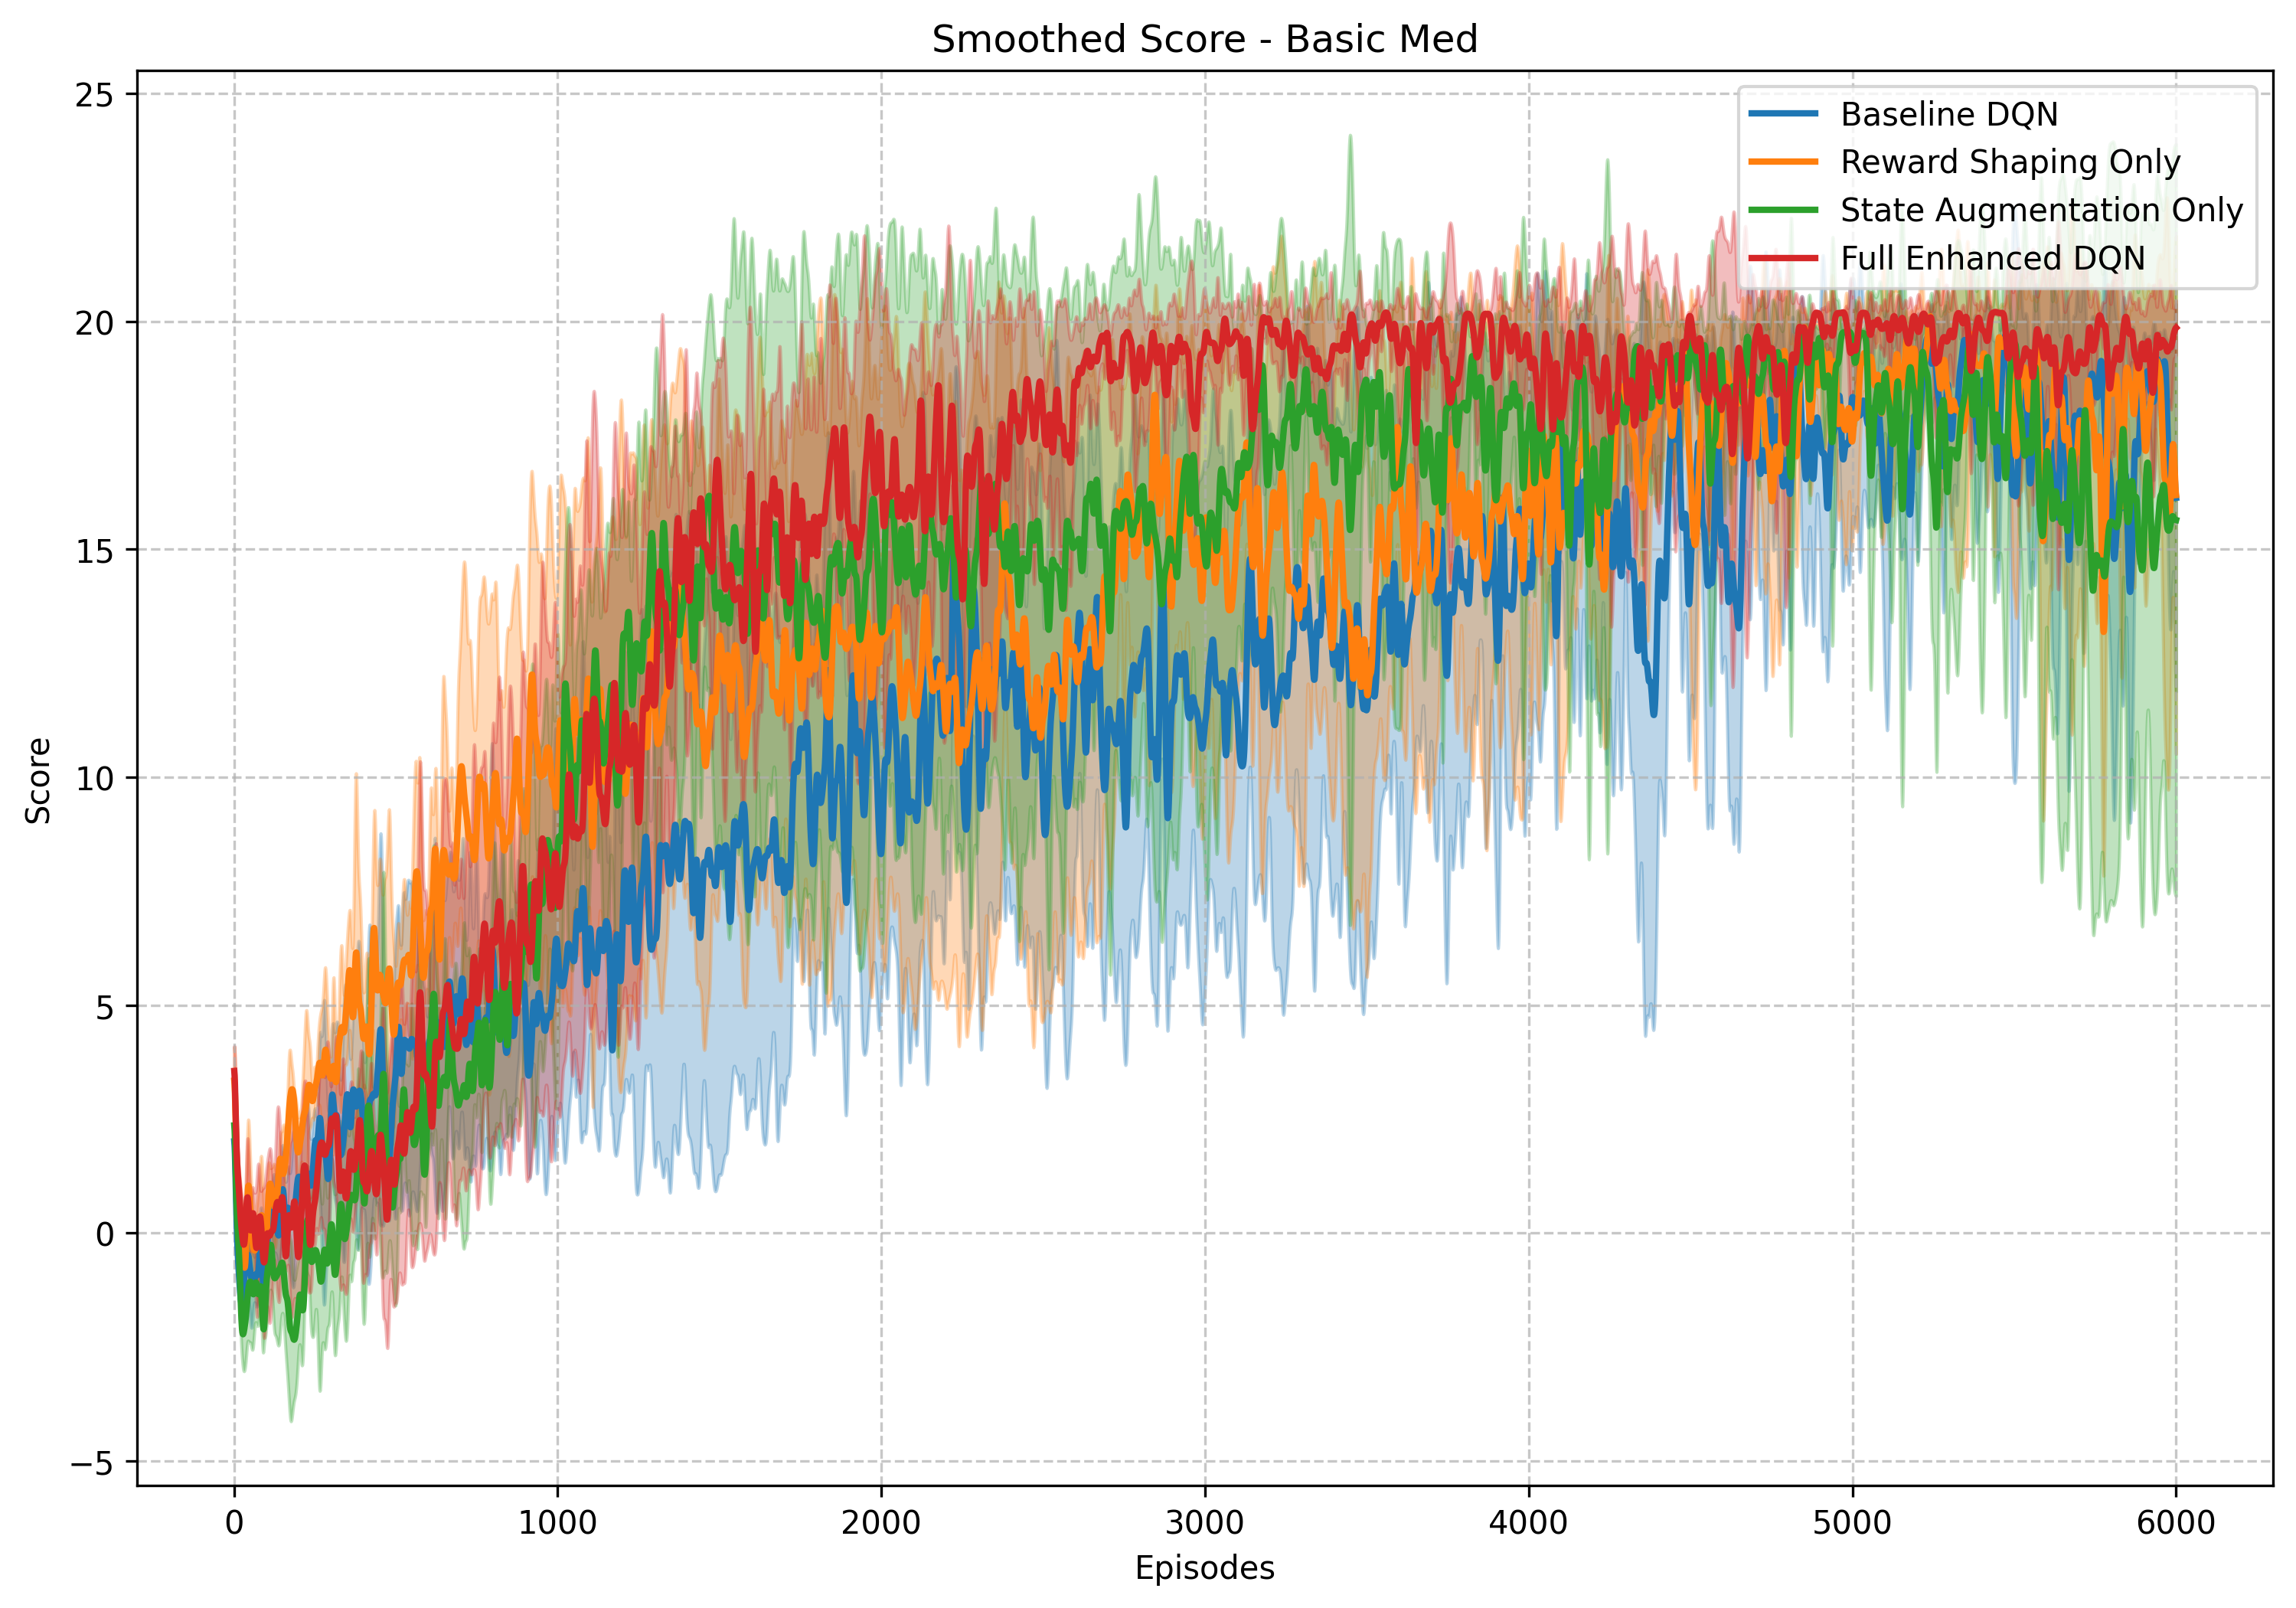 Smoothed Score - Basic Med
25
20
15
10
5
0
−5
Score
Baseline DQN
Reward Shaping Only
State Augmentation Only
Full Enhanced DQN
0 1000 2000 3000 4000 5000 6000
Episodes